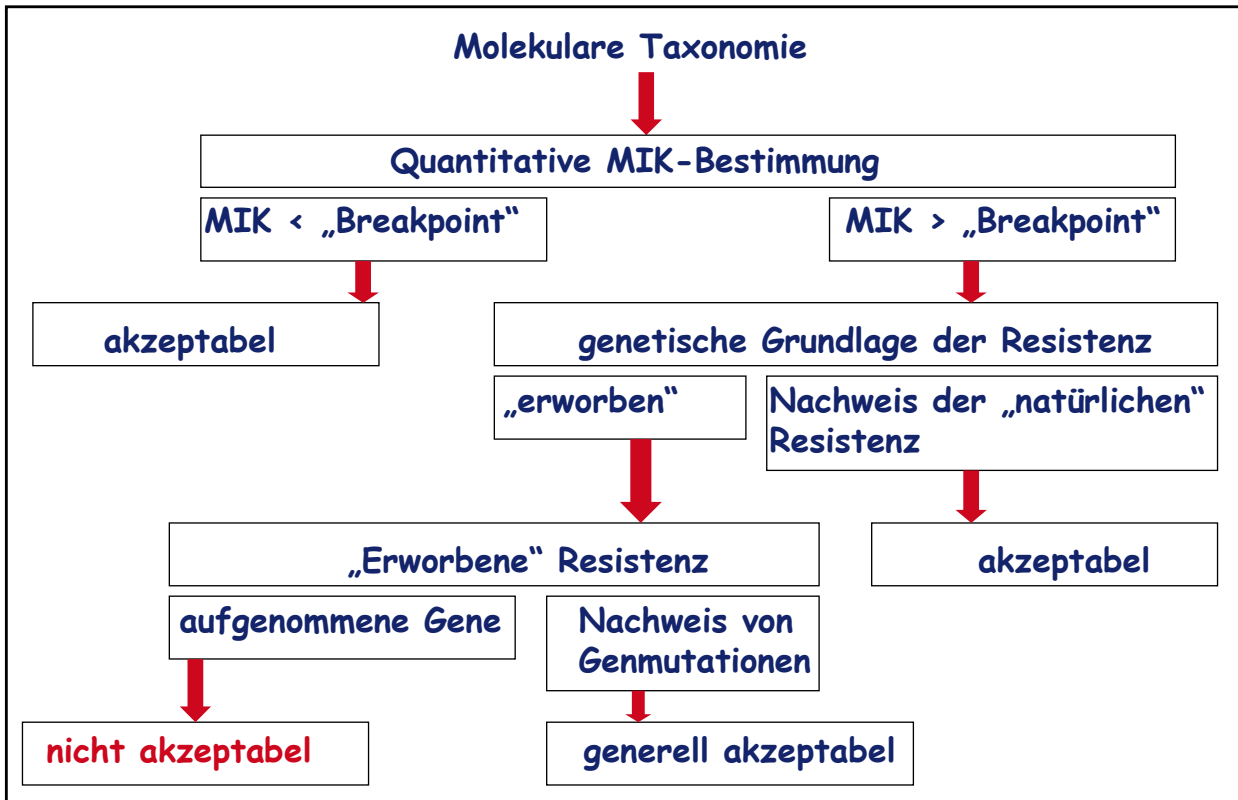 Molekulare Taxonomie
Quantitative MIK-Bestimmung
MIK < „Breakpoint“
MIK > „Breakpoint“
akzeptabel
genetische Grundlage der Resistenz
„erworben“
Nachweis der „natürlichen“
Resistenz
„Erworbene“ Resistenz
akzeptabel
aufgenommene Gene
Nachweis von
Genmutationen
nicht akzeptabel
generell akzeptabel